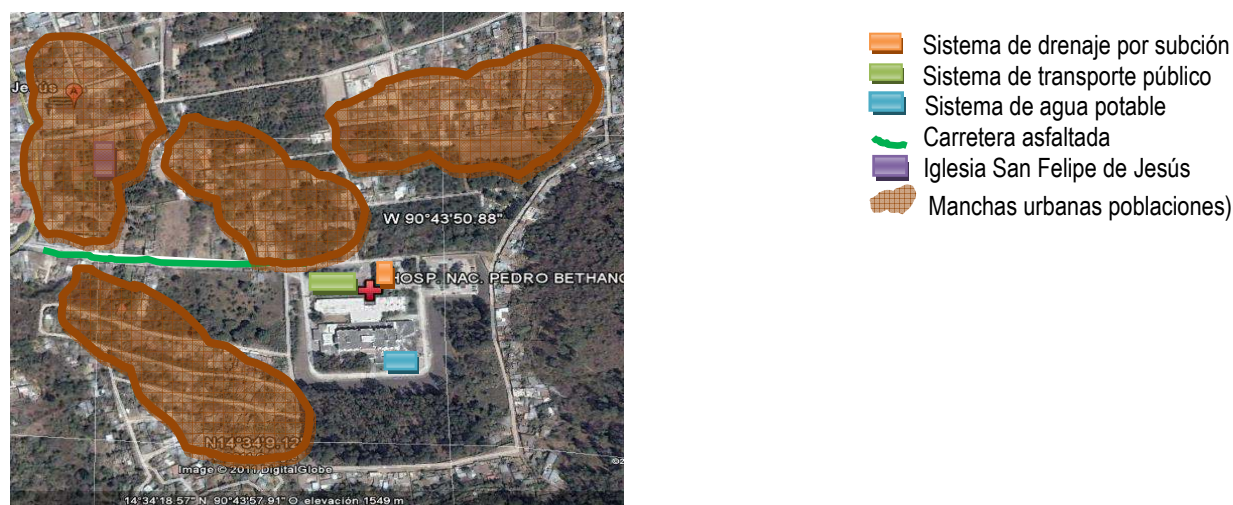 Jesús
A
W 90°43'50.88"
HOSP. NAC. PEDRO BETHANC
N14°34'9.12"
Image © 2011 DigitalGlobe
©2
14°34'18.57" N 90°43'57.91" O elevación 1549 m
Sistema de drenaje por subción
Sistema de transporte público
Sistema de agua potable
Carretera asfaltada
Iglesia San Felipe de Jesús
Manchas urbanas poblaciones)